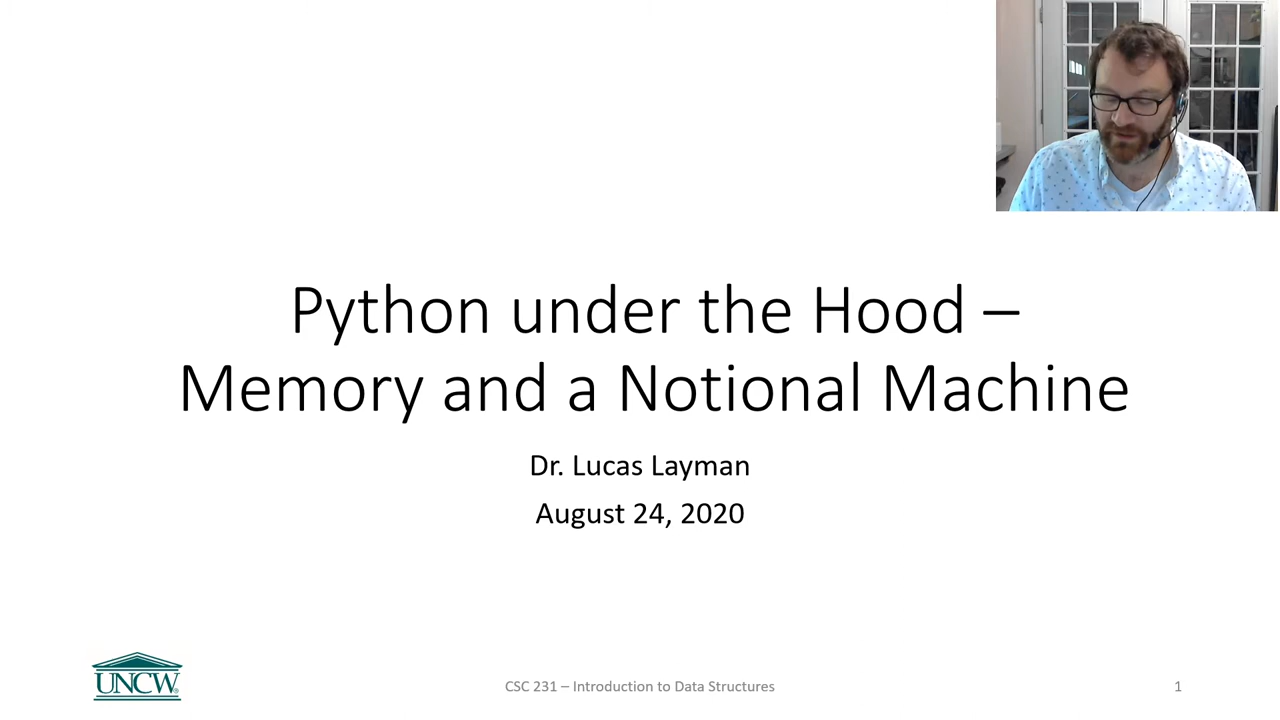 Python under the Hood –
Memory and a Notional Machine
Dr. Lucas Layman
August 24, 2020
UNCW®
CSC 231 – Introduction to Data Structures
1